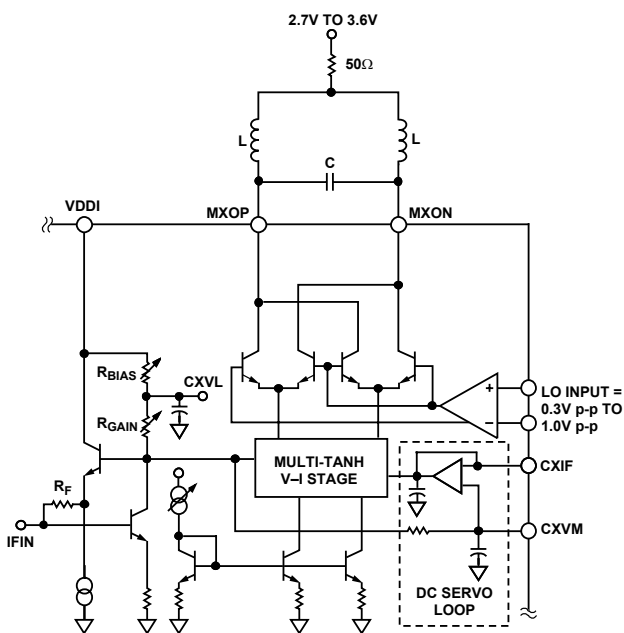 2.7V TO 3.6V
50Ω
L
L
C
VDDI
MXOP
MXON
RBIAS
CXVL
RGAIN
+
–
LO INPUT =
0.3V p-p TO
1.0V p-p
MULTI-TANH
V–I STAGE
CXIF
RF
IFIN
CXVM
DC SERVO
LOOP